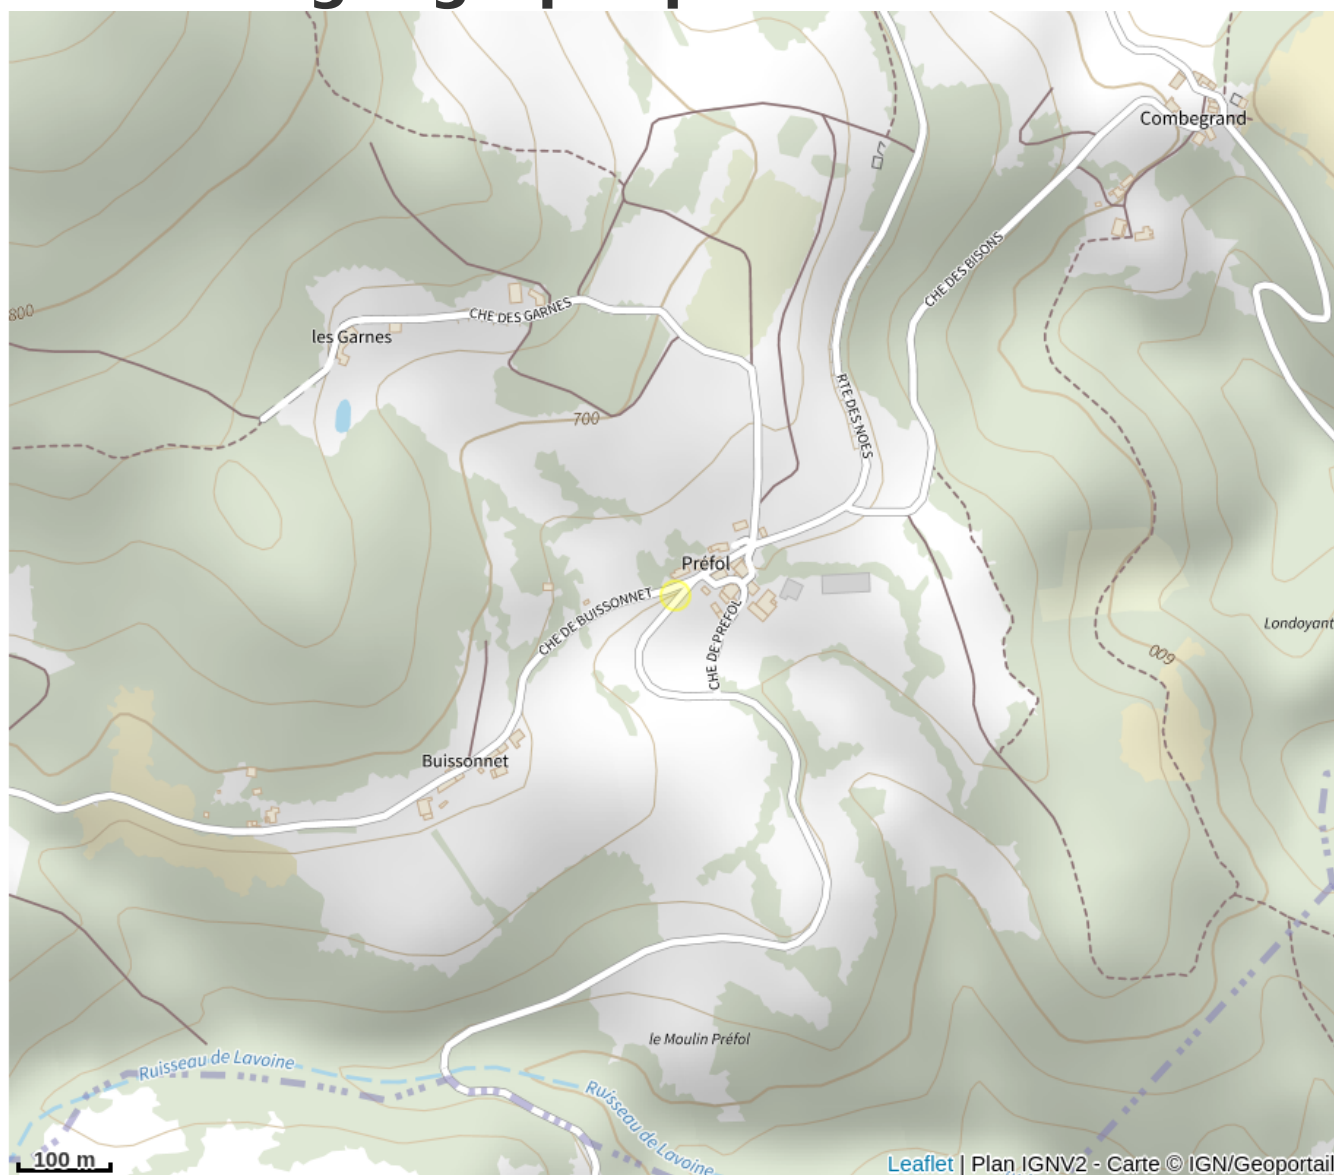 Combegrand
CHE DES BISONS
800
CHE DES GARNES
les Garnes
RTE DES NOES
700
Préfol
CHE DE BUISSONNET
CHE DE PREFOL
Londoyant
600
Buissonnet
le Moulin Préfol
Ruisseau de Lavoine
Ruisseau de Lavoine
100 m
Leaflet | Plan IGNV2 - Carte © IGN/Geoportail